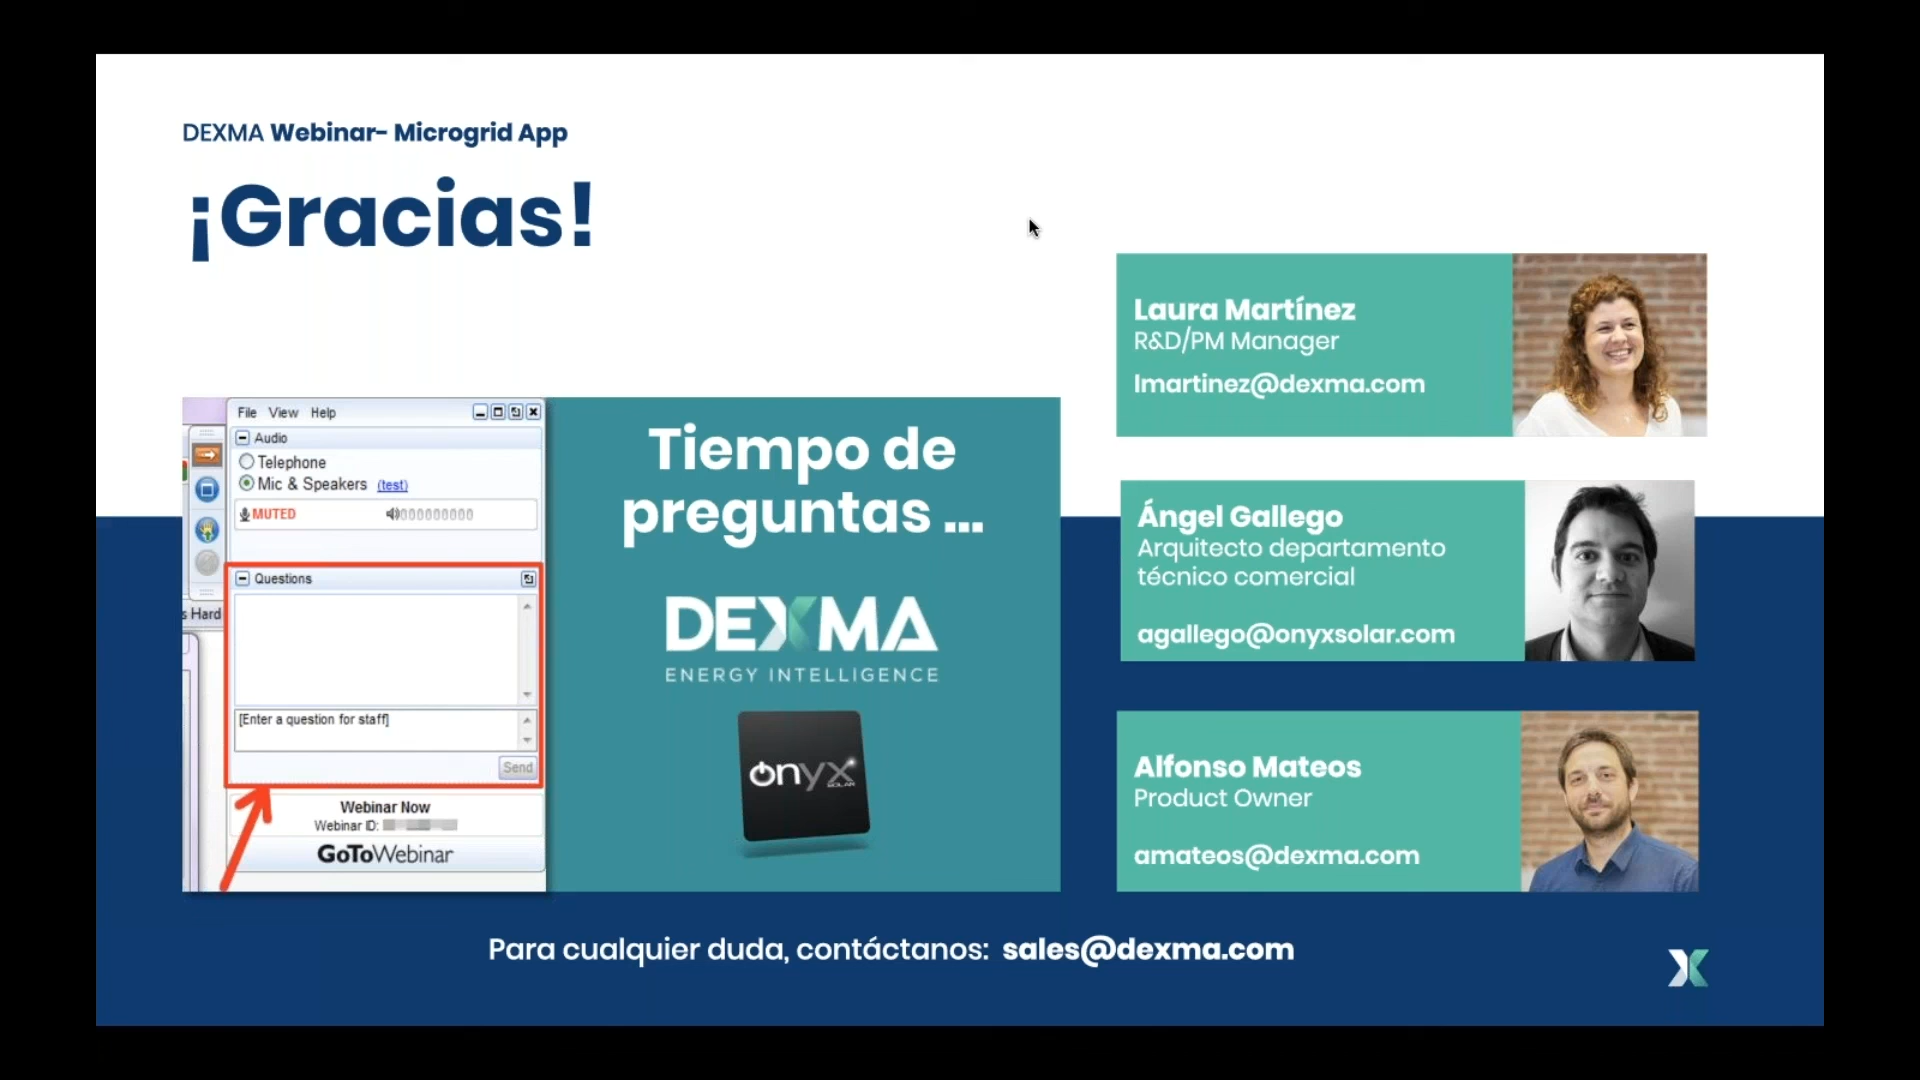 DEXMA Webinar- Microgrid App
¡Gracias!
File View Help
Audio
Telephone
Mic & Speakers (test)
MUTED
Questions
s Hard
[Enter a question for staff]
Send
Webinar Now
Webinar ID:
GoToWebinar
Tiempo de
preguntas ...
DEXMA
ENERGY INTELLIGENCE
onyx
SOLAR
Laura Martínez
R&D/PM Manager
lmartinez@dexma.com
Ángel Gallego
Arquitecto departamento
técnico comercial
agallego@onyxsolar.com
Alfonso Mateos
Product Owner
amateos@dexma.com
Para cualquier duda, contáctanos: sales@dexma.com